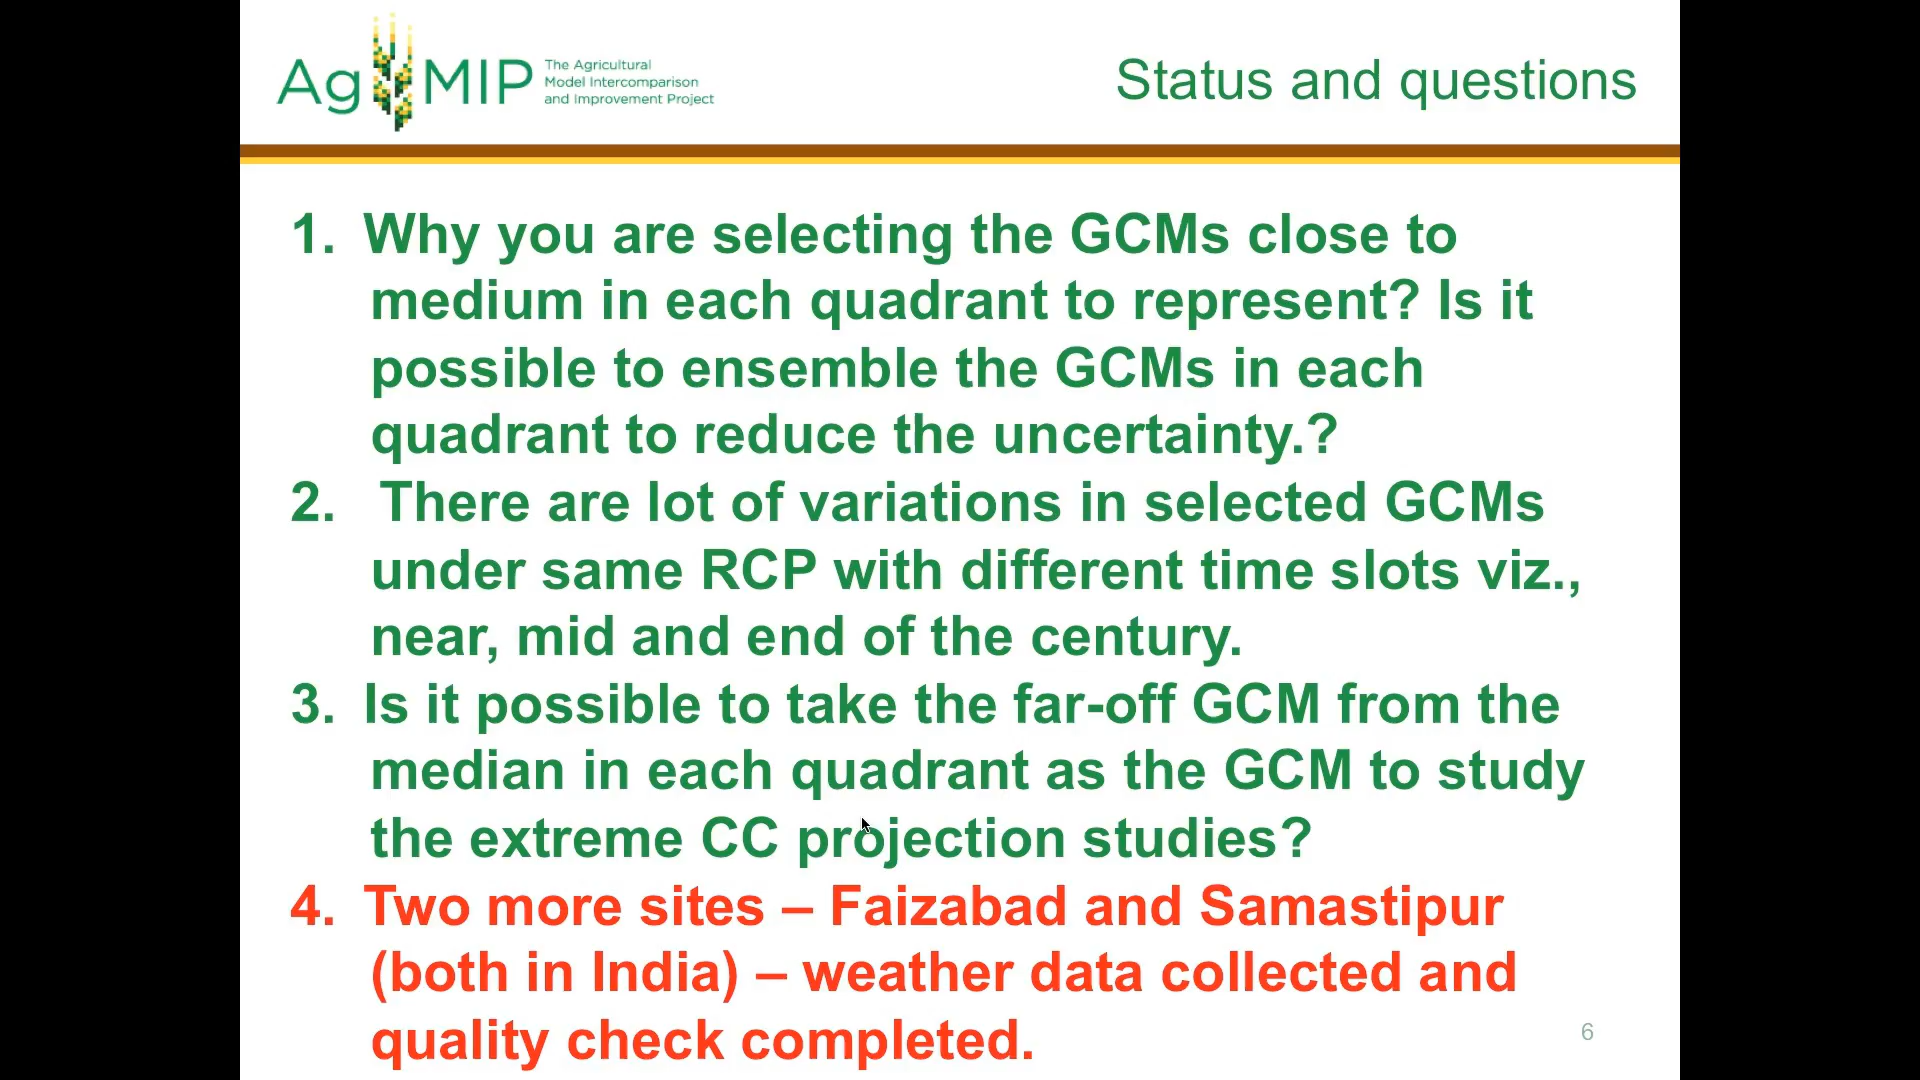 Ag MIP
The Agricultural
Model Intercomparison
and Improvement Project
Status and questions
1. Why you are selecting the GCMs close to
medium in each quadrant to represent? Is it
possible to ensemble the GCMs in each
quadrant to reduce the uncertainty.?
2. There are lot of variations in selected GCMs
under same RCP with different time slots viz.,
near, mid and end of the century.
3. Is it possible to take the far-off GCM from the
median in each quadrant as the GCM to study
the extreme CC projection studies?
4. Two more sites – Faizabad and Samastipur
(both in India) – weather data collected and
quality check completed.
6